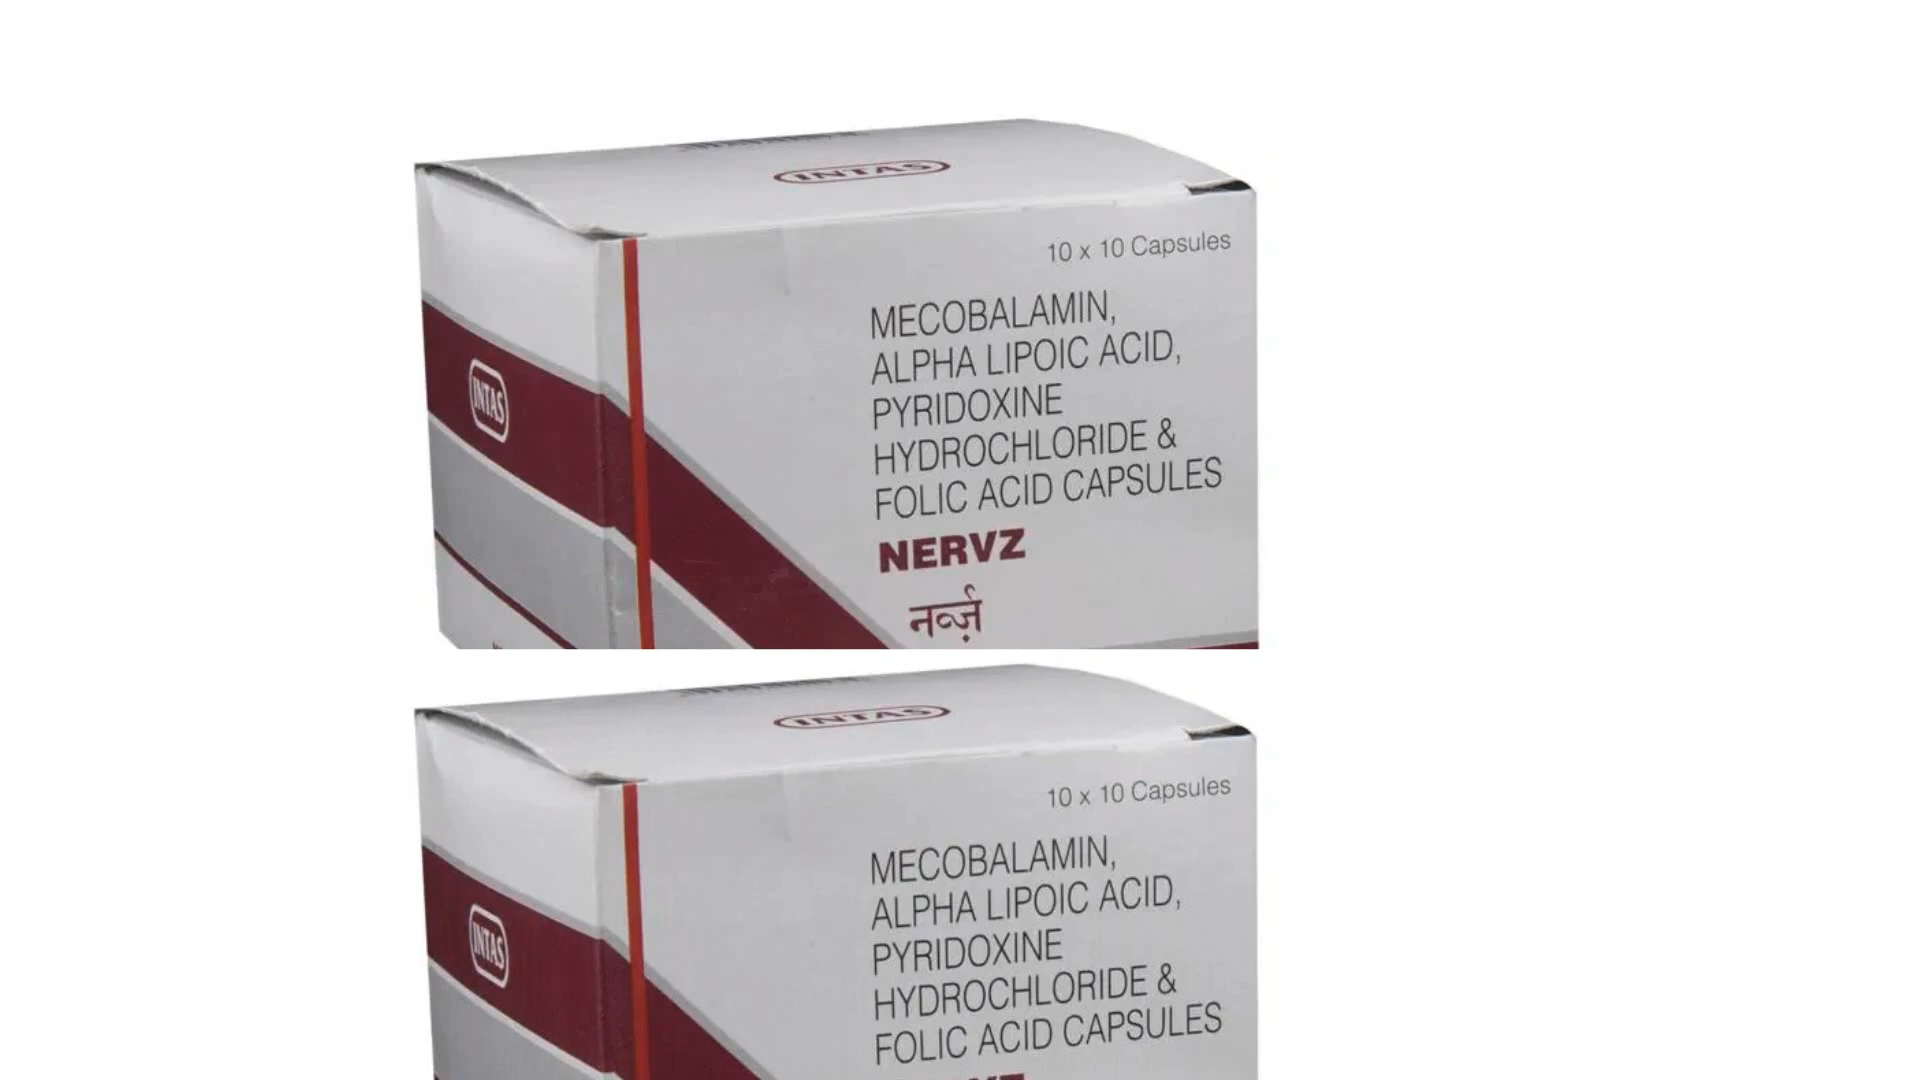 INTAS
10 x 10 Capsules
INTAS
MECOBALAMIN,
ALPHA LIPOIC ACID,
PYRIDOXINE
HYDROCHLORIDE &
FOLIC ACID CAPSULES
NERVZ
नर्व्ज़
INTAS
10 x 10 Capsules
INTAS
MECOBALAMIN,
ALPHA LIPOIC ACID,
PYRIDOXINE
HYDROCHLORIDE &
FOLIC ACID CAPSULES